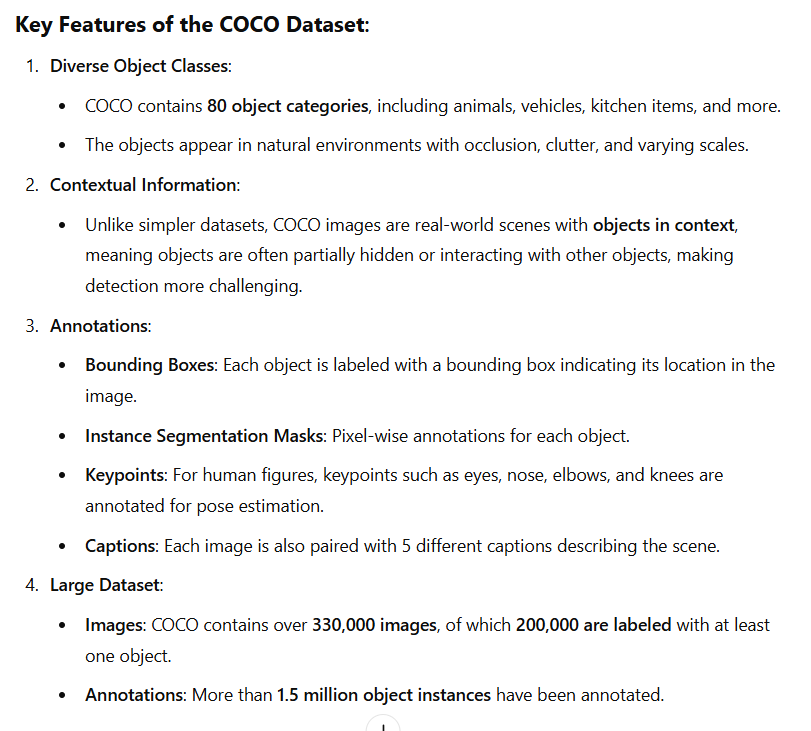 Key Features of the COCO Dataset:
1. Diverse Object Classes:
• COCO contains 80 object categories, including animals, vehicles, kitchen items, and more.
• The objects appear in natural environments with occlusion, clutter, and varying scales.
2. Contextual Information:
• Unlike simpler datasets, COCO images are real-world scenes with objects in context,
meaning objects are often partially hidden or interacting with other objects, making
detection more challenging.
3. Annotations:
• Bounding Boxes: Each object is labeled with a bounding box indicating its location in the
image.
• Instance Segmentation Masks: Pixel-wise annotations for each object.
• Keypoints: For human figures, keypoints such as eyes, nose, elbows, and knees are
annotated for pose estimation.
• Captions: Each image is also paired with 5 different captions describing the scene.
4. Large Dataset:
• Images: COCO contains over 330,000 images, of which 200,000 are labeled with at least
one object.
• Annotations: More than 1.5 million object instances have been annotated.